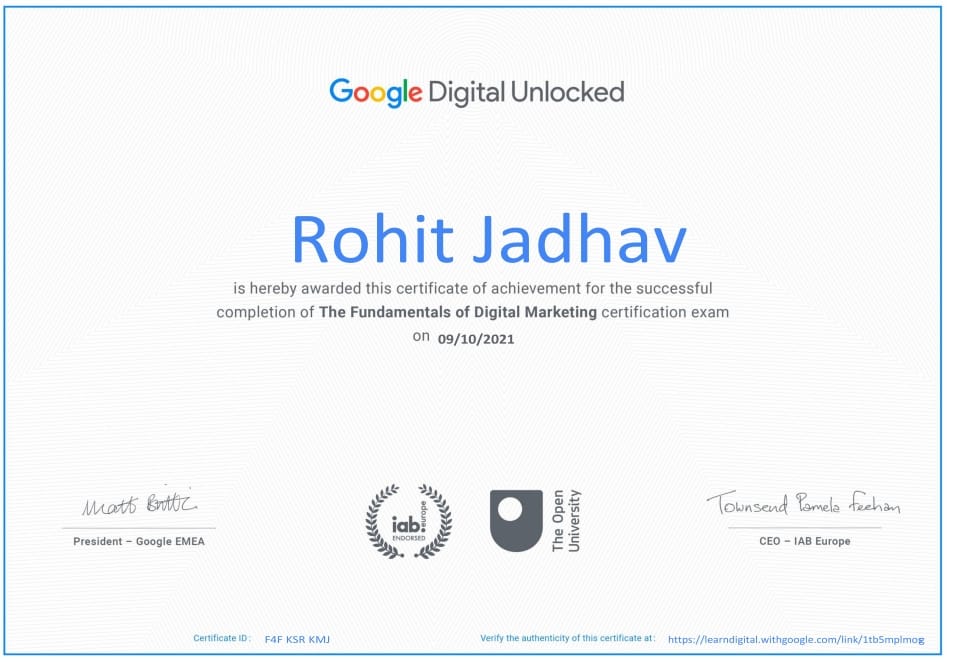 Google Digital Unlocked
Rohit Jadhav
is hereby awarded this certificate of achievement for the successful
completion of The Fundamentals of Digital Marketing certification exam
on 09/10/2021
Matt Brittin
President – Google EMEA
iab.europe
ENDORSED
The Open
University
Townsend Pamela Feehan
CEO – IAB Europe
Certificate ID : F4F KSR KMJ
Verify the authenticity of this certificate at : https://learndigital.withgoogle.com/link/1tb5mplmo